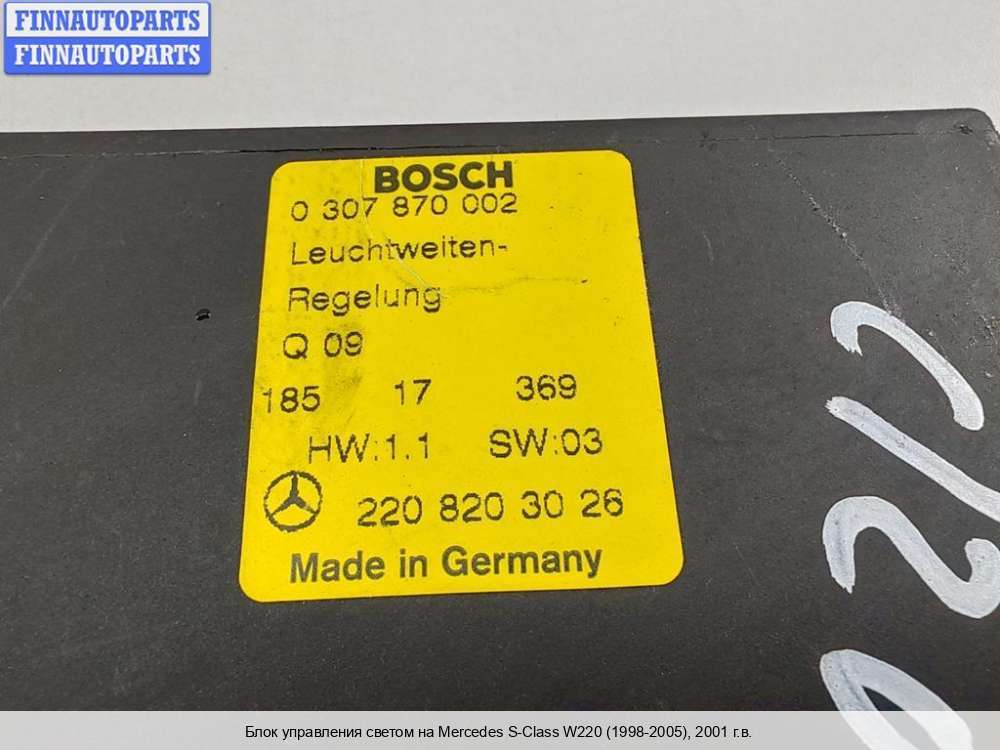 FINNAUTOPARTS
FINNAUTOPARTS
BOSCH
0 307 870 002
Leuchtweiten-
Regelung
Q 09
185 17 369
HW:1.1 SW:03
220 820 30 26
Made in Germany
Блок управления светом на Mercedes S-Class W220 (1998-2005), 2001 г.в.